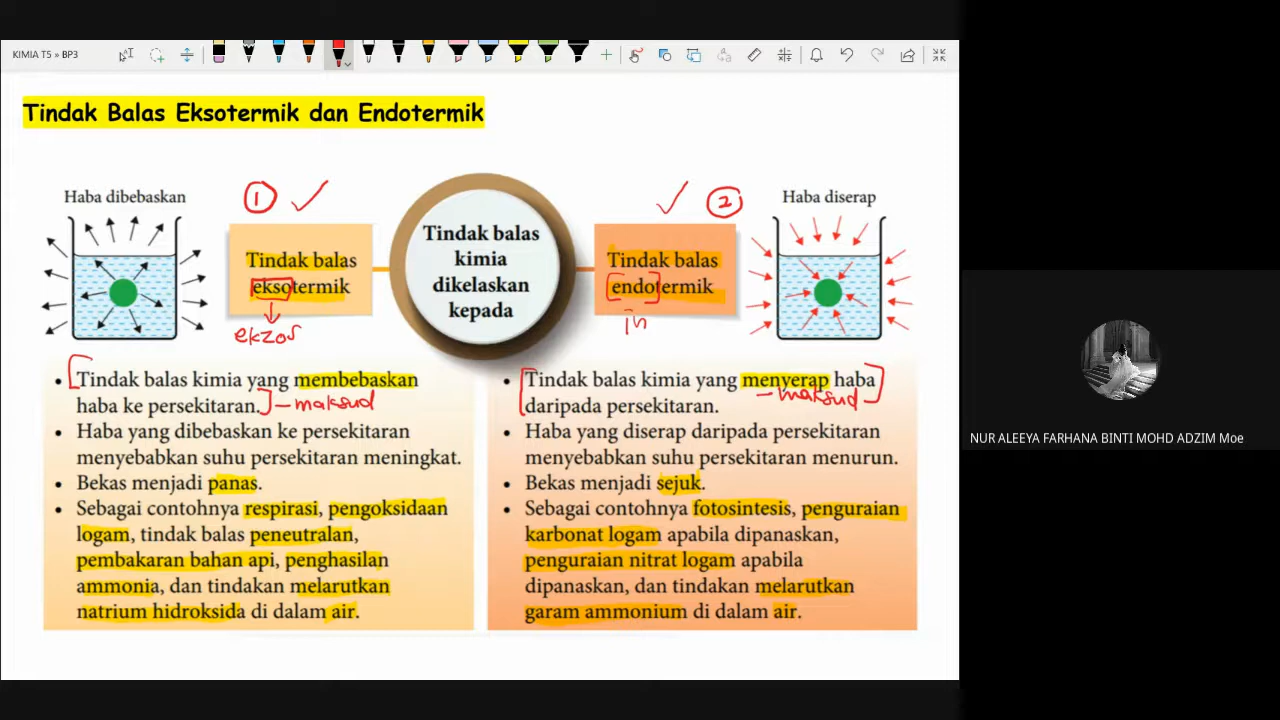 KIMIA T5 » BP3
Tindak Balas Eksotermik dan Endotermik
Haba dibebaskan
1
Tindak balas
eksotermik
ekzos
Tindak balas
kimia
dikelaskan
kepada
2
Tindak balas
endotermik
in
Haba diserap
• Tindak balas kimia yang membebaskan
haba ke persekitaran. - maksud
• Haba yang dibebaskan ke persekitaran
menyebabkan suhu persekitaran meningkat.
• Bekas menjadi panas.
• Sebagai contohnya respirasi, pengoksidaan
logam, tindak balas peneutralan,
pembakaran bahan api, penghasilan
ammonia, dan tindakan melarutkan
natrium hidroksida di dalam air.
• Tindak balas kimia yang menyerap haba
daripada persekitaran. - maksud
• Haba yang diserap daripada persekitaran
menyebabkan suhu persekitaran menurun.
• Bekas menjadi sejuk.
• Sebagai contohnya fotosintesis, penguraian
karbonat logam apabila dipanaskan,
penguraian nitrat logam apabila
dipanaskan, dan tindakan melarutkan
garam ammonium di dalam air.
NUR ALEEYA FARHANA BINTI MOHD ADZIM Moe